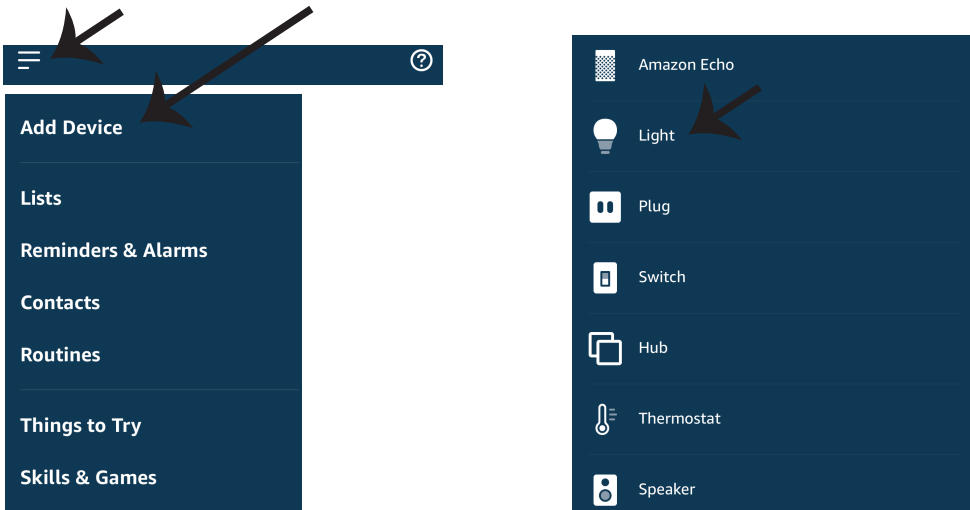 Add Device
Lists
Reminders & Alarms
Contacts
Routines
Things to Try
Skills & Games
Amazon Echo
Light
Plug
Switch
Hub
Thermostat
Speaker